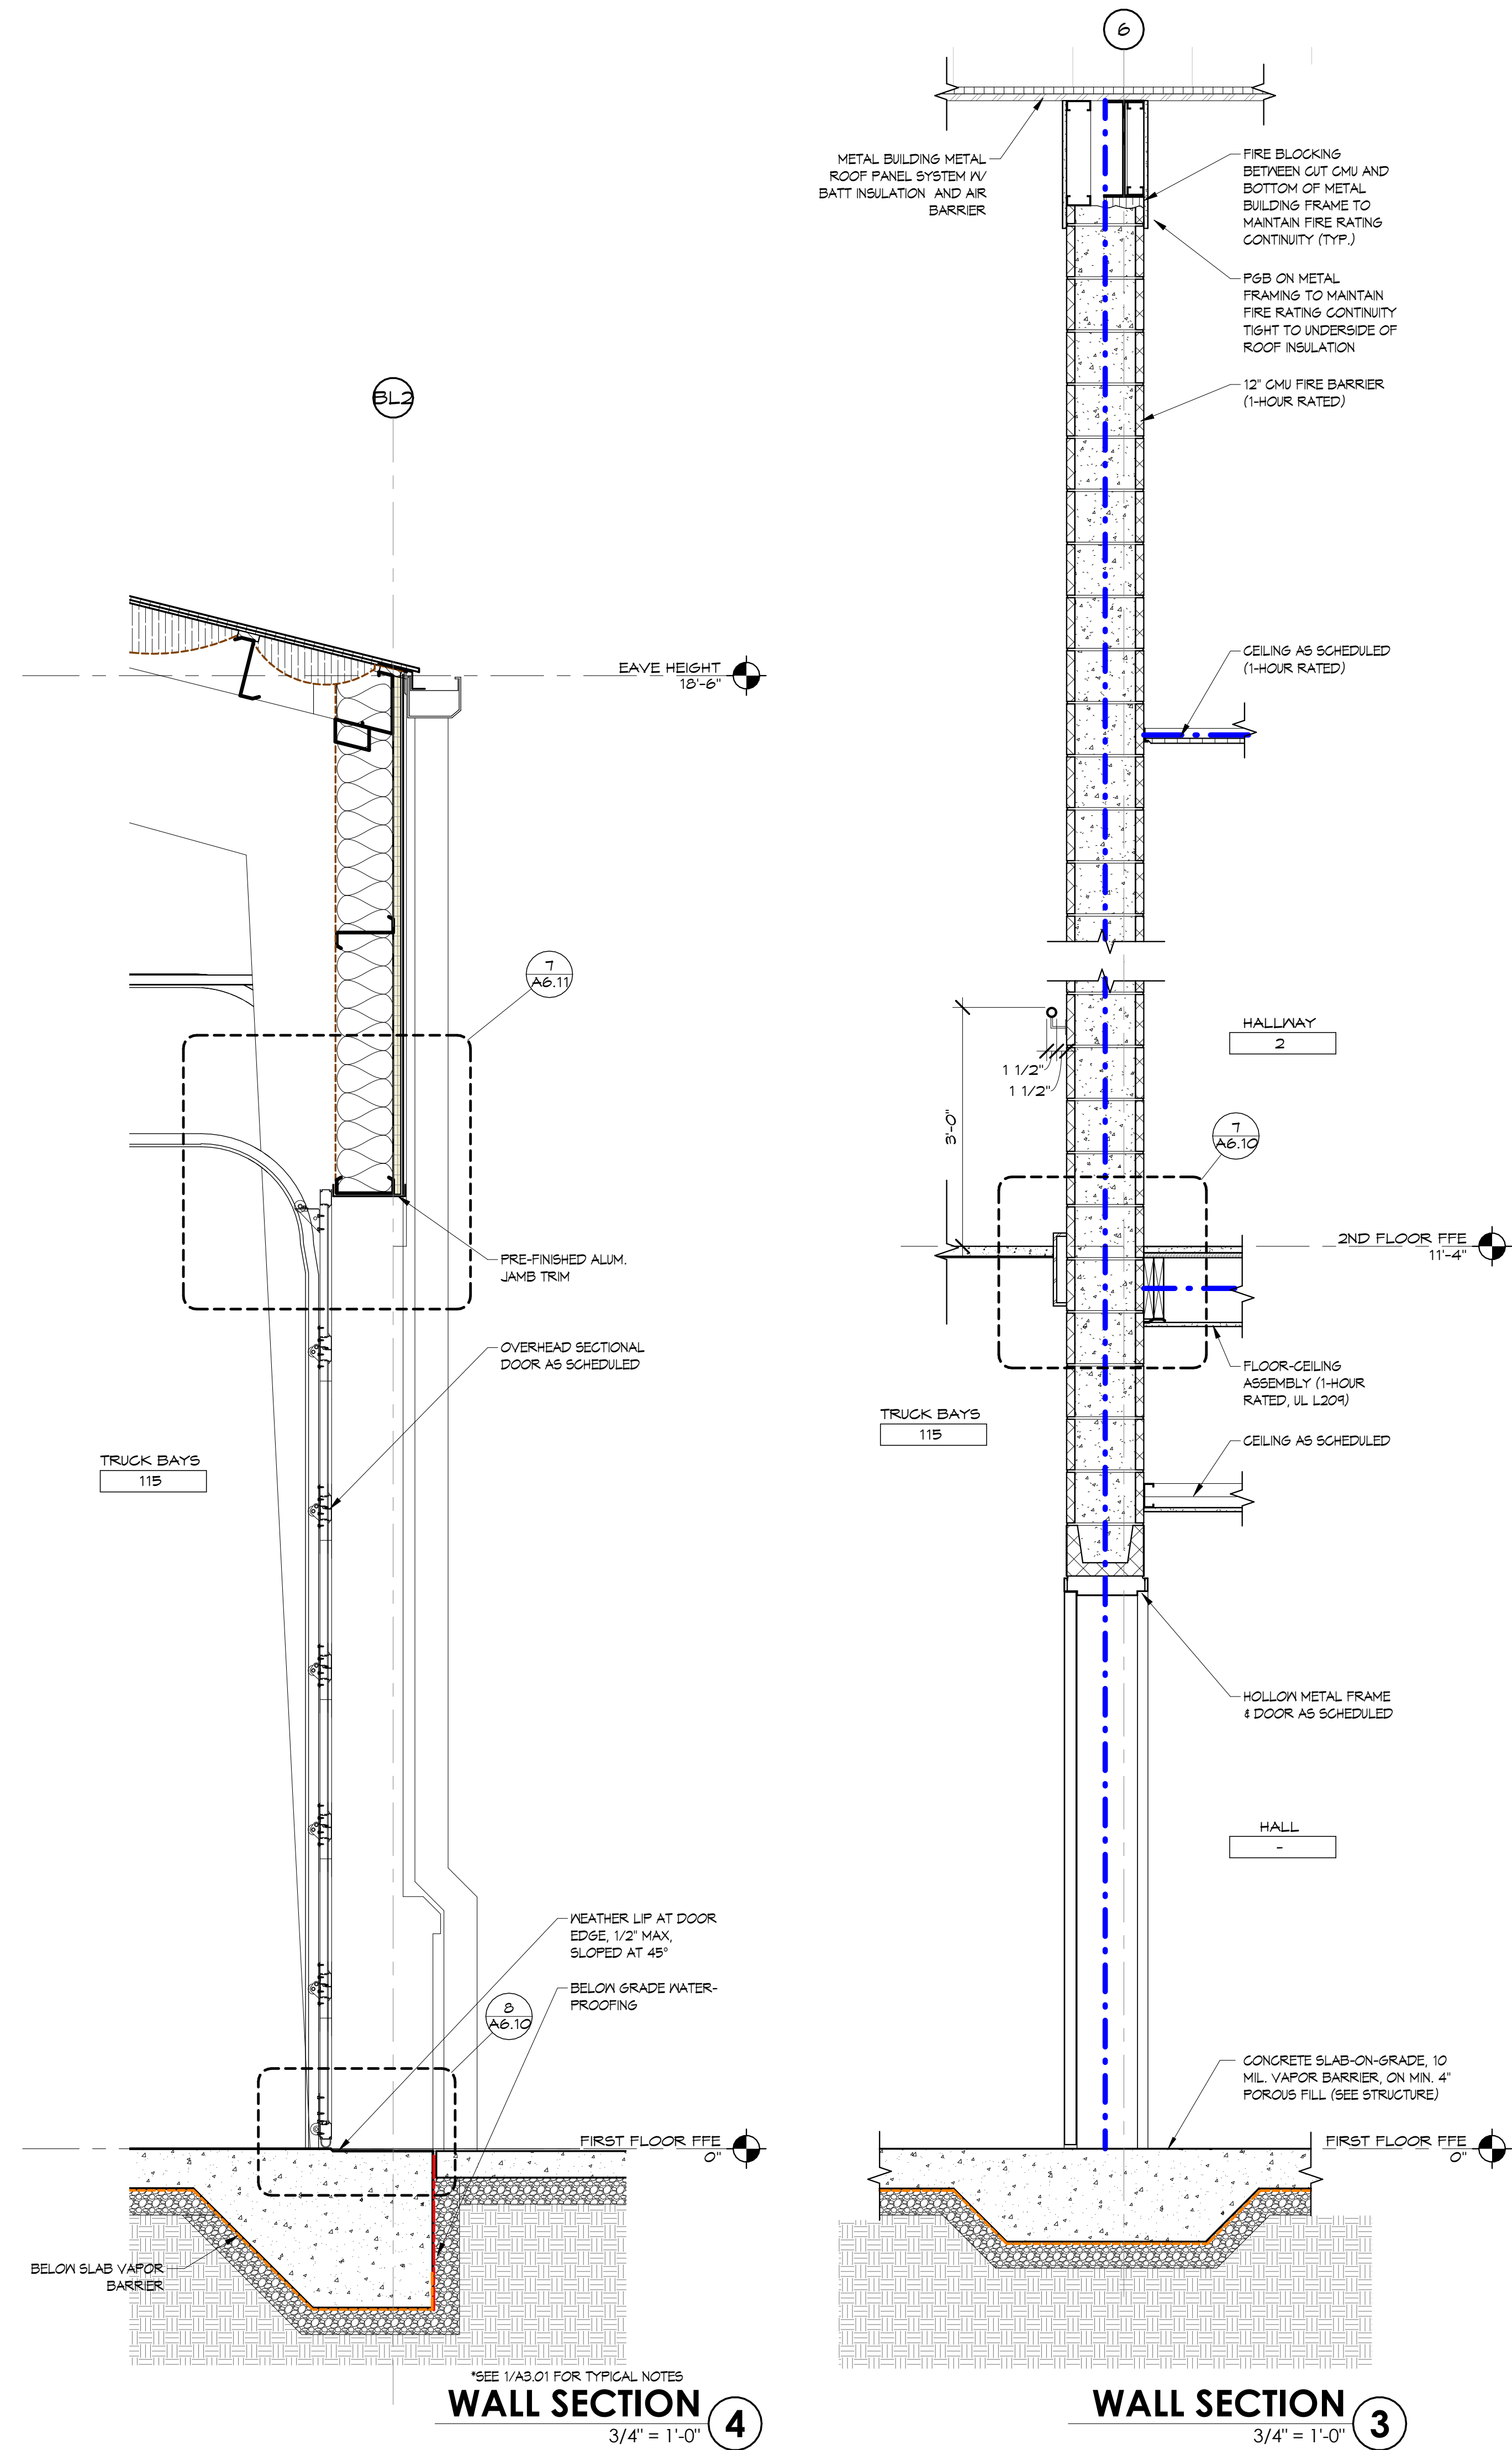 BL2
EAVE HEIGHT
18'-6"
7
A6.11
PRE-FINISHED ALUM.
JAMB TRIM
OVERHEAD SECTIONAL
DOOR AS SCHEDULED
TRUCK BAYS
115
WEATHER LIP AT DOOR
EDGE, 1/2" MAX,
SLOPED AT 45°
BELOW GRADE WATER-
PROOFING
8
A6.10
FIRST FLOOR FFE
0"
BELOW SLAB VAPOR
BARRIER
*SEE 1/A3.01 FOR TYPICAL NOTES
WALL SECTION
4
3/4" = 1'-0"
6
METAL BUILDING METAL
ROOF PANEL SYSTEM W/
BATT INSULATION AND AIR
BARRIER
FIRE BLOCKING
BETWEEN CUT CMU AND
BOTTOM OF METAL
BUILDING FRAME TO
MAINTAIN FIRE RATING
CONTINUITY (TYP.)
PGB ON METAL
FRAMING TO MAINTAIN
FIRE RATING CONTINUITY
TIGHT TO UNDERSIDE OF
ROOF INSULATION
12" CMU FIRE BARRIER
(1-HOUR RATED)
CEILING AS SCHEDULED
(1-HOUR RATED)
HALLWAY
2
1 1/2"
1 1/2"
3'-0"
7
A6.10
2ND FLOOR FFE
11'-4"
FLOOR-CEILING
ASSEMBLY (1-HOUR
RATED, UL L209)
TRUCK BAYS
115
CEILING AS SCHEDULED
HOLLOW METAL FRAME
& DOOR AS SCHEDULED
HALL
-
CONCRETE SLAB-ON-GRADE, 10
MIL. VAPOR BARRIER, ON MIN. 4"
POROUS FILL (SEE STRUCTURE)
FIRST FLOOR FFE
0"
WALL SECTION
3
3/4" = 1'-0"